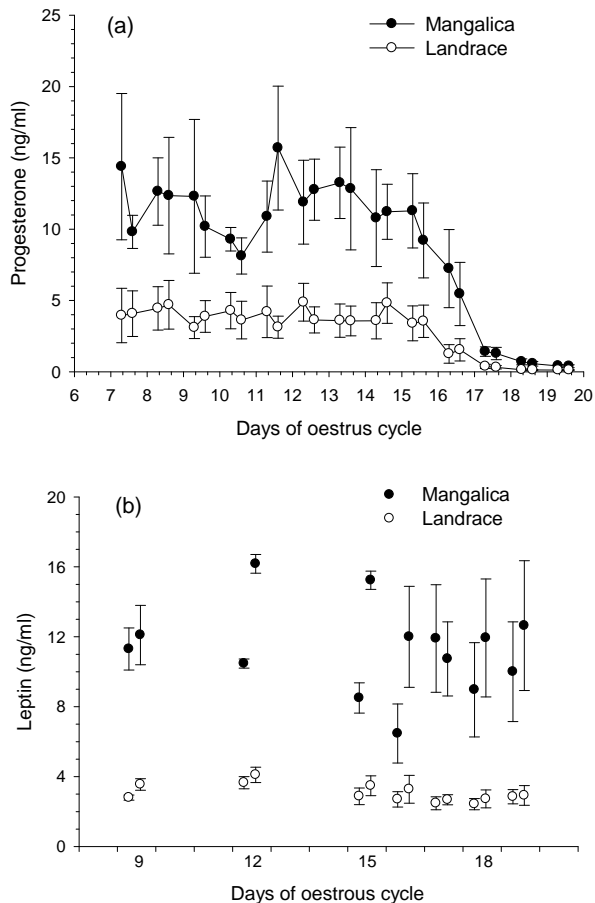 (a)
Mangalica
Landrace
25
20
15
10
5
0
Progesterone (ng/ml)
6 7 8 9 10 11 12 13 14 15 16 17 18 19 20
Days of oestrus cycle
(b)
Mangalica
Landrace
20
16
12
8
4
0
Leptin (ng/ml)
9 12 15 18
Days of oestrous cycle